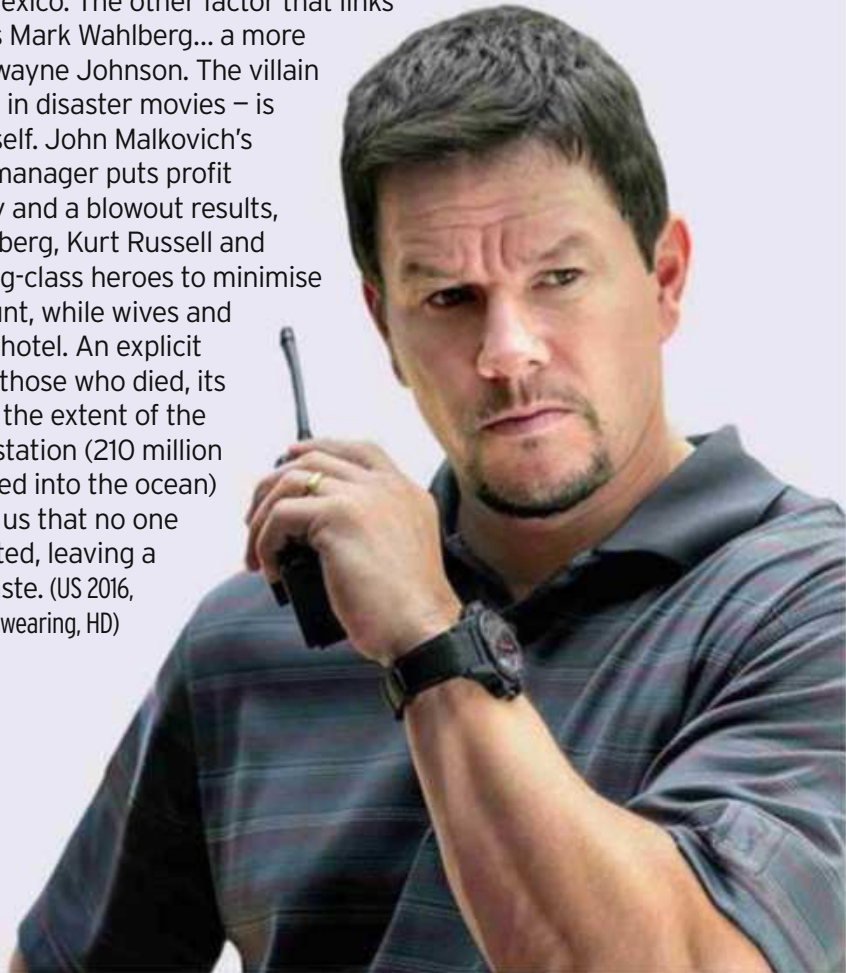 exico. The other factor that links
s Mark Wahlberg... a more
wayne Johnson. The villain
in disaster movies – is
self. John Malkovich's
manager puts profit
y and a blowout results,
berg, Kurt Russell and
g-class heroes to minimise
unt, while wives and
hotel. An explicit
those who died, its
the extent of the
station (210 million
ed into the ocean)
us that no one
ted, leaving a
ste. (US 2016,
wearing, HD)